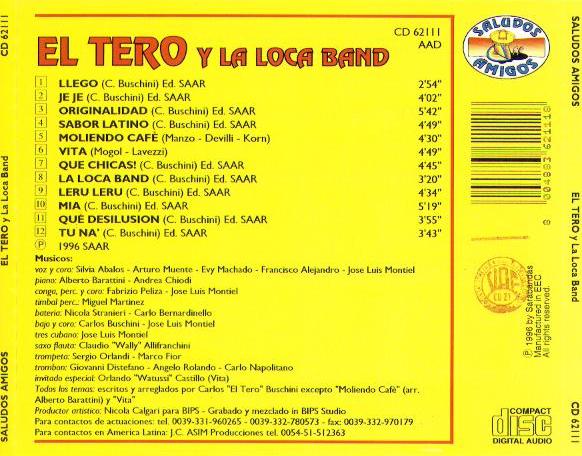 CD 62111
EL TERO Y LA LOCA BAND
CD 62111
AAD
SALUDOS
AMIGOS
SALUDOS AMIGOS
1 LLEGO (C. Buschini) Ed. SAAR 2'54"
2 JE JE (C. Buschini) Ed. SAAR 4'02"
3 ORIGINALIDAD (C. Buschini) Ed. SAAR 5'42"
4 SABOR LATINO (C. Buschini) Ed. SAAR 4'49"
5 MOLIENDO CAFÈ (Manzo - Devilli - Korn) 4'30"
6 VITA (Mogol - Lavezzi) 4'49"
7 QUE CHICAS! (C. Buschini) Ed. SAAR 4'45"
8 LA LOCA BAND (C. Buschini) Ed. SAAR 3'20"
9 LERU LERU (C. Buschini) Ed. SAAR 4'34"
10 MIA (C. Buschini) Ed. SAAR 5'19"
11 QUÉ DESILUSION (C. Buschini) Ed. SAAR 3'55"
12 TU NA' (C. Buschini) Ed. SAAR 3'43"
℗ 1996 SAAR
Musicos:
voz y coro: Silvia Abalos - Arturo Muente - Evy Machado - Francisco Alejandro - Jose Luis Montiel
piano: Alberto Barattini - Andrea Chiodi
conga, perc. y coro: Fabrizio Peliza - Jose Luis Montiel
timbal perc.: Miguel Martinez
bateria: Nicola Stranieri - Carlo Bernardinello
bajo y coro: Carlos Buschini - Jose Luis Montiel
tres cubano: Jose Luis Montiel
saxo flauta: Claudio "Wally" Allifranchini
trompeta: Sergio Orlandi - Marco Fior
trombon: Giovanni Distefano - Angelo Rolando - Carlo Napolitano
invitado especial: Orlando "Watussi" Castillo (Vita)
Todos los temas: escritos y arreglados por Carlos "El Tero" Buschini excepto "Moliendo Cafè" (arr.
Alberto Barattini) y "Vita"
Productor artistico: Nicola Calgari para BIPS - Grabado y mezclado in BIPS Studio
Para contactos de actuaciones: tel. 0039-331-960265 - 0039-332-780573 - fax: 0039-332-970179
Para contactos en America Latina: J.C. ASIM Producciones tel. 0054-51-512363
EL TERO y La Loca Band
SALUDOS AMIGOS
8 004883 621118
℗ 1996 by Sarabandas
Manufactured in EEC
All rights reserved.
COMPACT
disc
DIGITAL AUDIO
EL TERO y La Loca Band
CD 62111